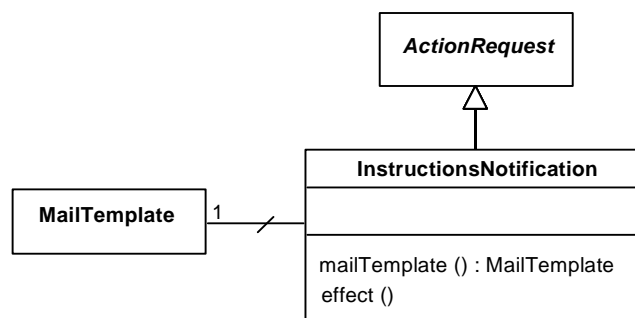 ActionRequest
InstructionsNotification
MailTemplate
1
mailTemplate () : MailTemplate
effect ()